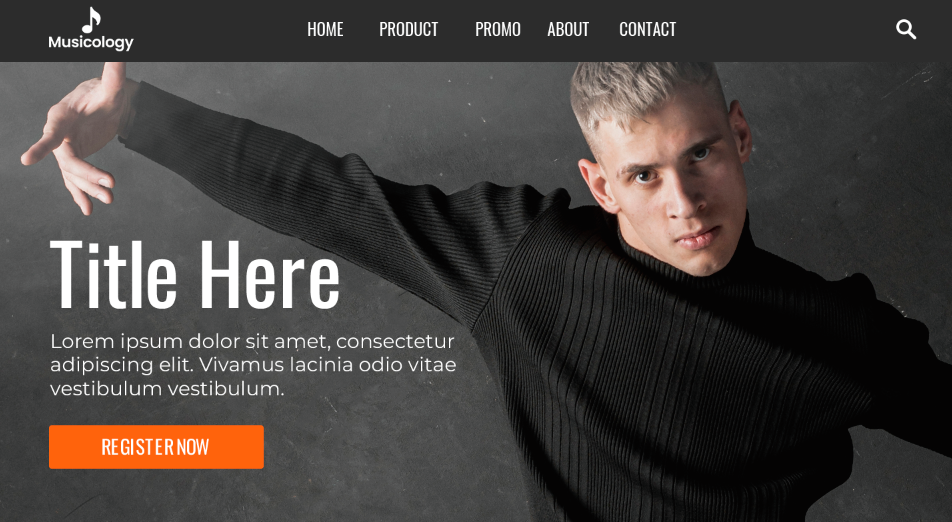 Musicology
HOME PRODUCT PROMO ABOUT CONTACT
Title Here
Lorem ipsum dolor sit amet, consectetur
adipiscing elit. Vivamus lacinia odio vitae
vestibulum vestibulum.
REGISTER NOW